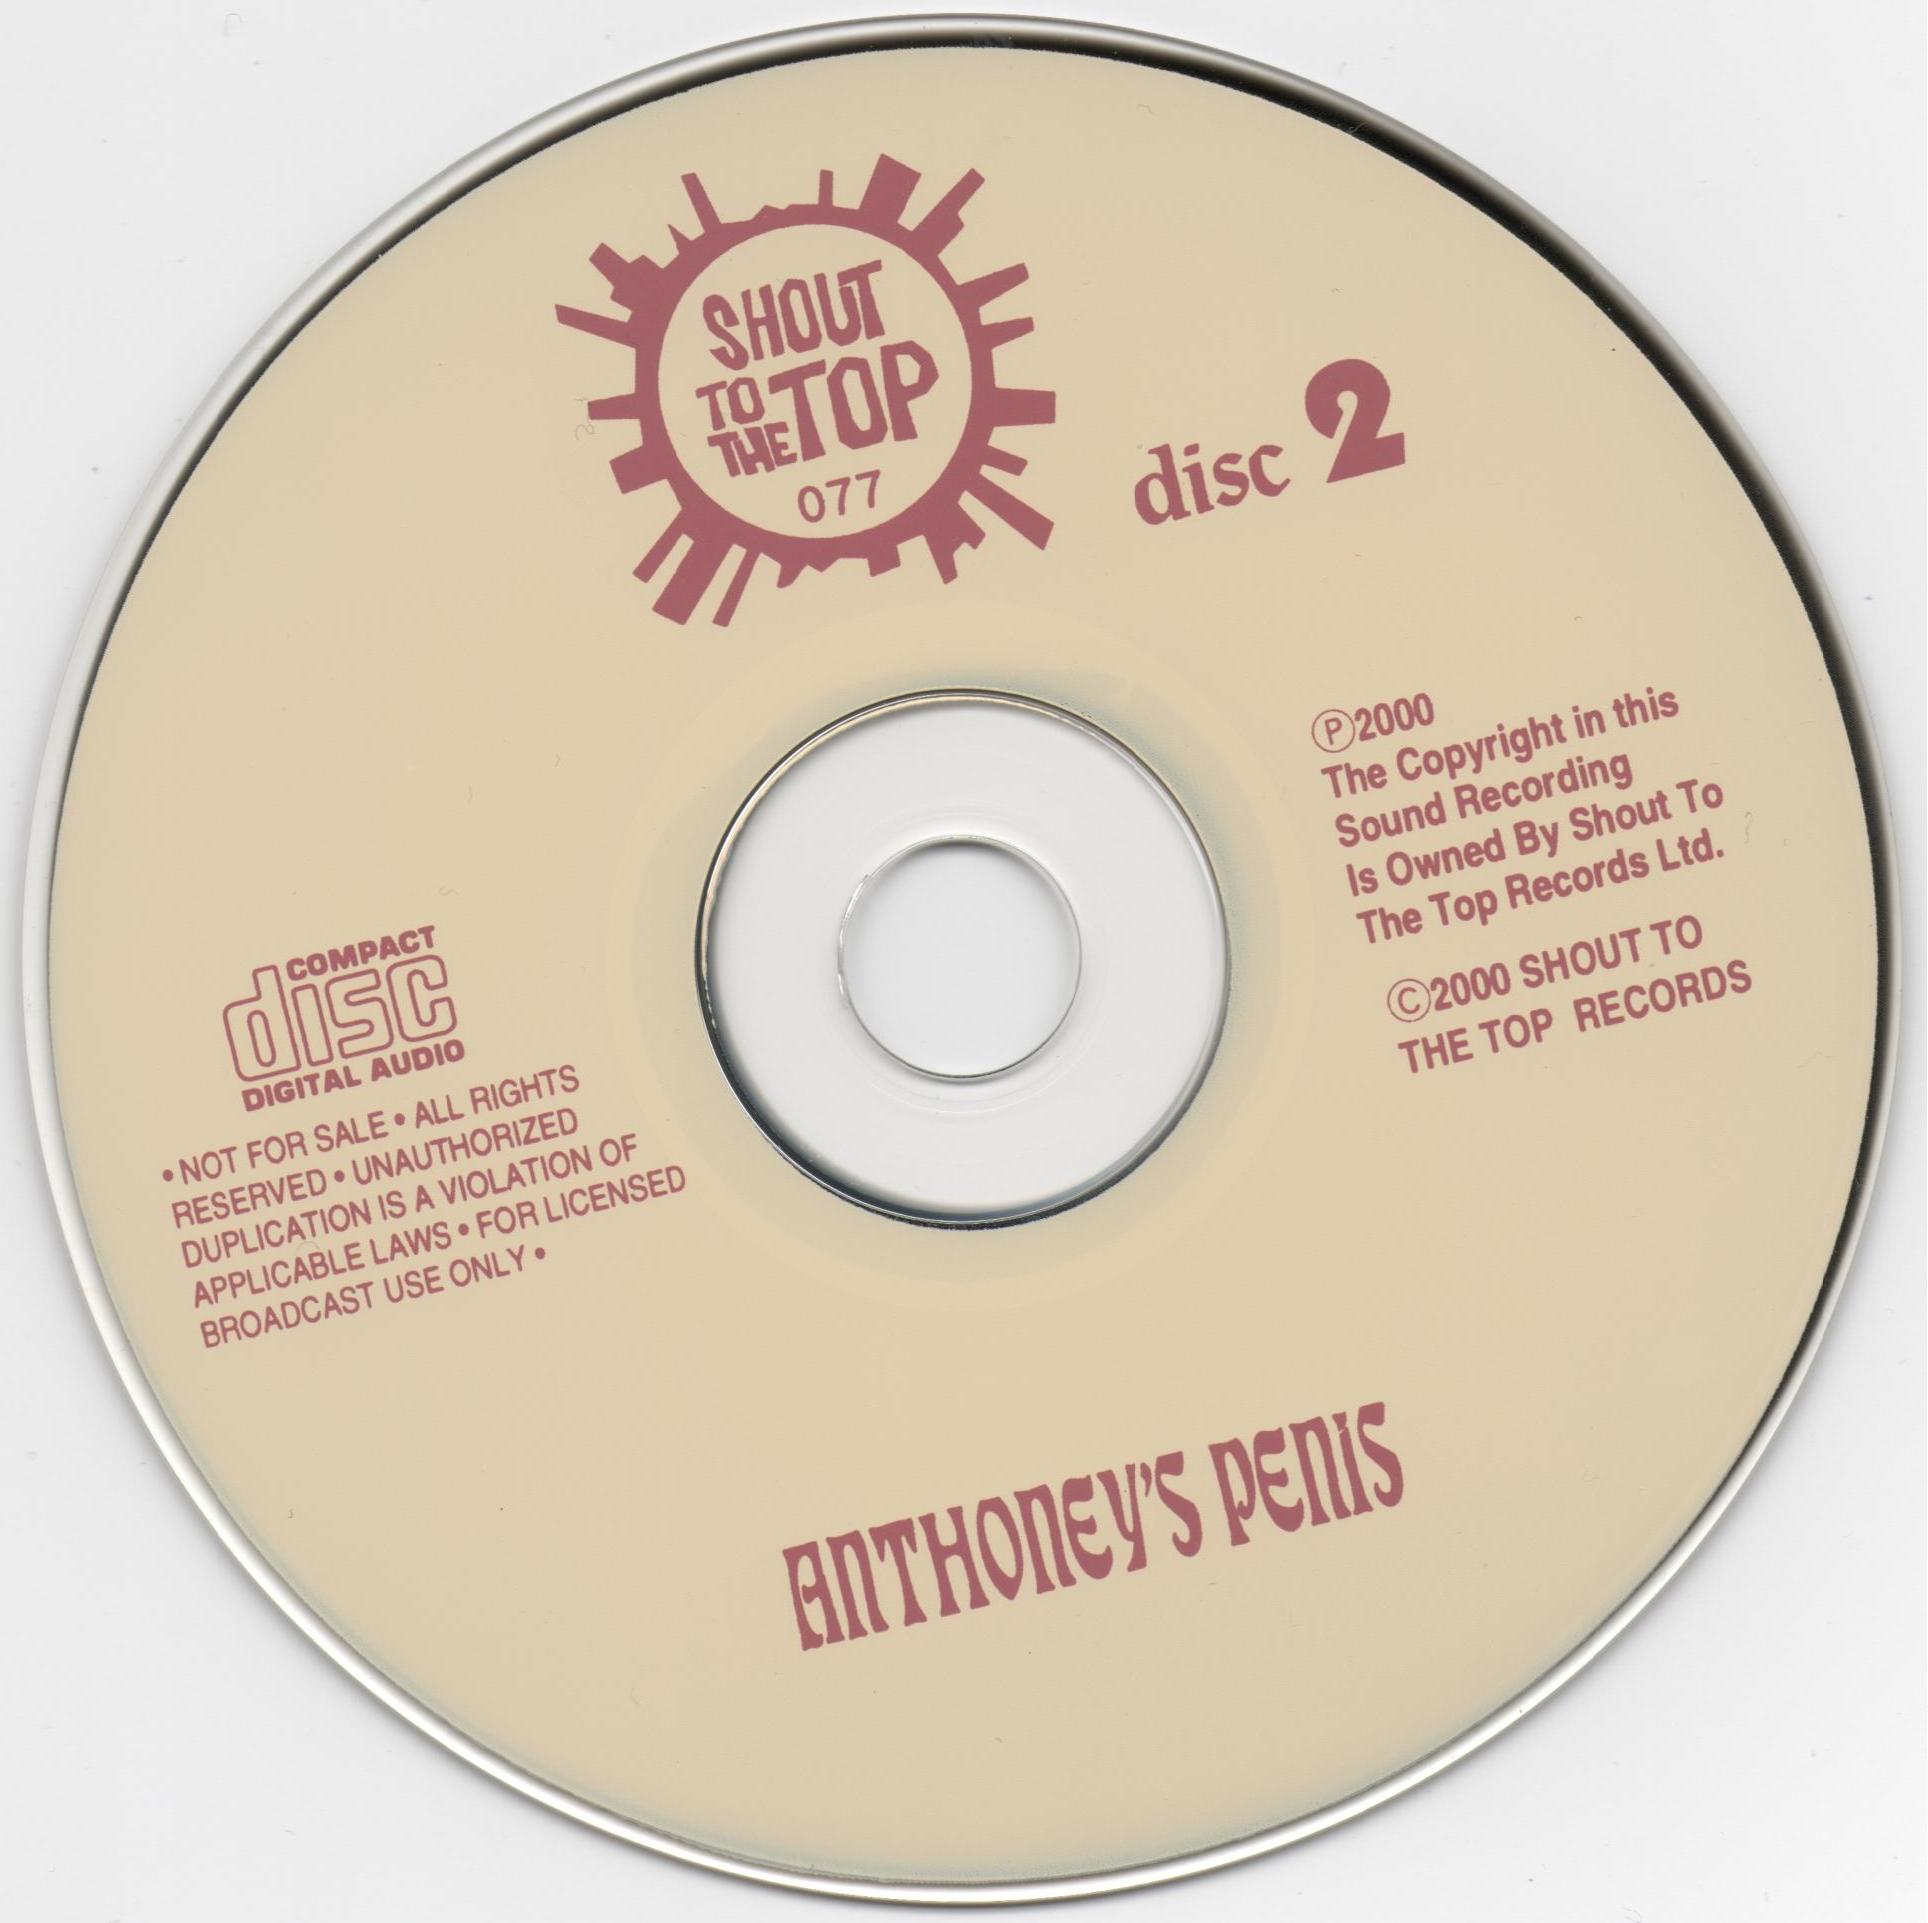 SHOUT
TO
THE TOP
077
disc 2
Ⓟ2000
The Copyright in this
Sound Recording
Is Owned By Shout To
The Top Records Ltd.
©2000 SHOUT TO
THE TOP RECORDS
COMPACT
disc
DIGITAL AUDIO
• NOT FOR SALE • ALL RIGHTS
RESERVED • UNAUTHORIZED
DUPLICATION IS A VIOLATION OF
APPLICABLE LAWS • FOR LICENSED
BROADCAST USE ONLY •
ANTHONEY'S PENIS